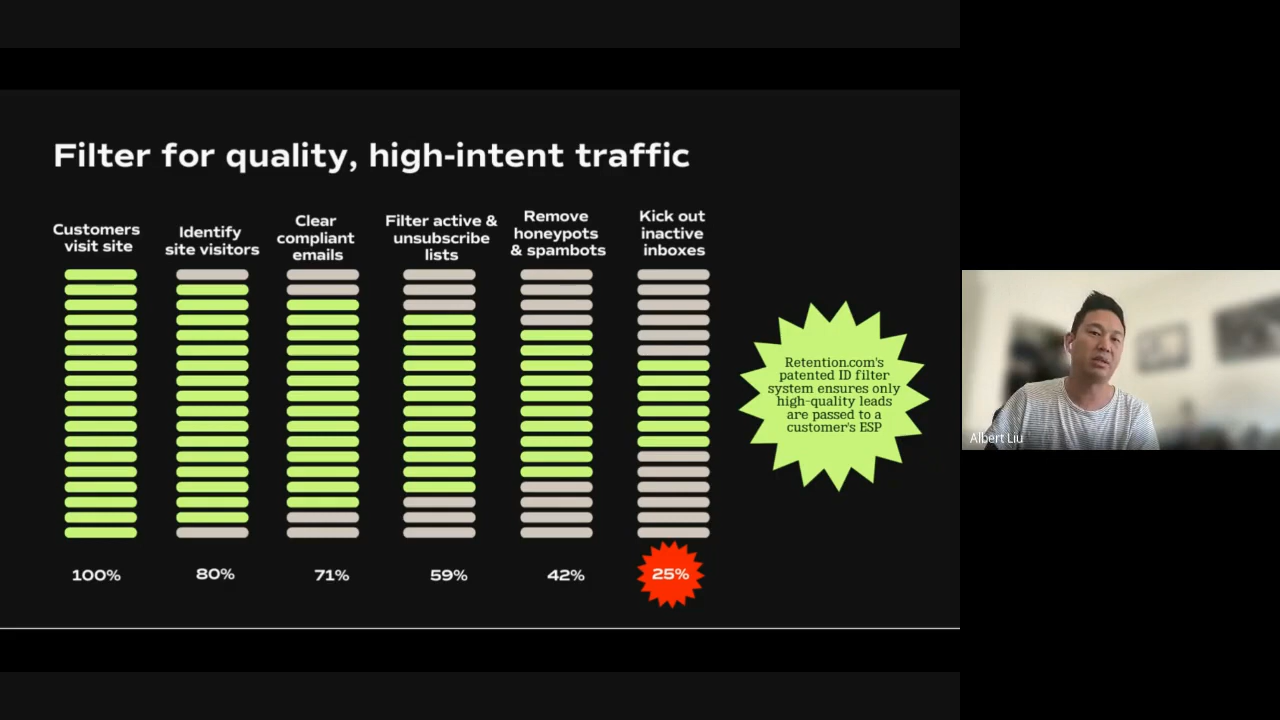 Filter for quality, high-intent traffic
Customers
visit site
Identify
site visitors
Clear
compliant
emails
Filter active &
unsubscribe
lists
Remove
honeypots
& spambots
Kick out
inactive
inboxes
100%
80%
71%
59%
42%
25%
Retention.com's
patented ID filter
system ensures only
high-quality leads
are passed to a
customer's ESP
Albert Liu